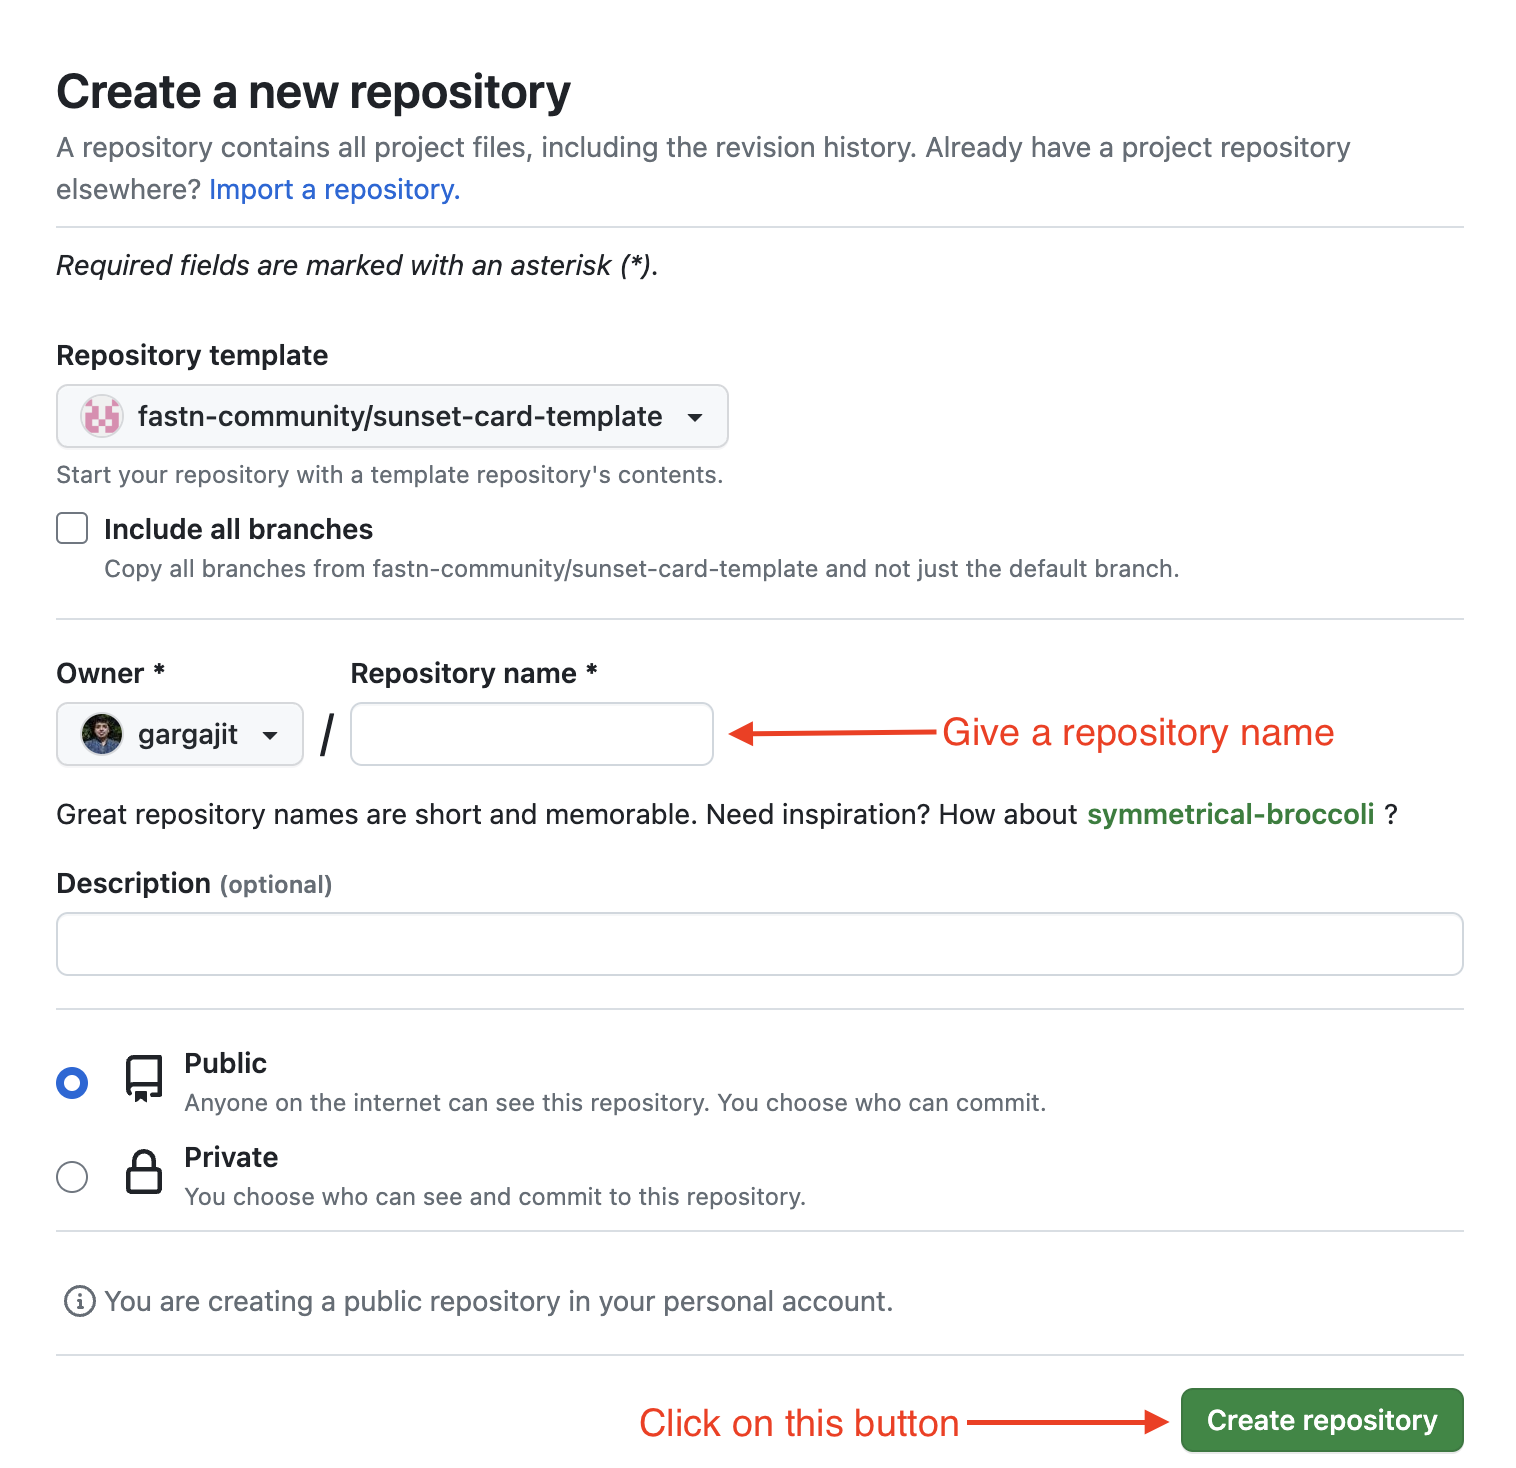 Create a new repository
A repository contains all project files, including the revision history. Already have a project repository
elsewhere? Import a repository.
Required fields are marked with an asterisk (*).
Repository template
fastn-community/sunset-card-template
Start your repository with a template repository's contents.
Include all branches
Copy all branches from fastn-community/sunset-card-template and not just the default branch.
Owner * Repository name *
gargajit / Give a repository name
Great repository names are short and memorable. Need inspiration? How about symmetrical-broccoli ?
Description (optional)
Public
Anyone on the internet can see this repository. You choose who can commit.
Private
You choose who can see and commit to this repository.
You are creating a public repository in your personal account.
Click on this button Create repository